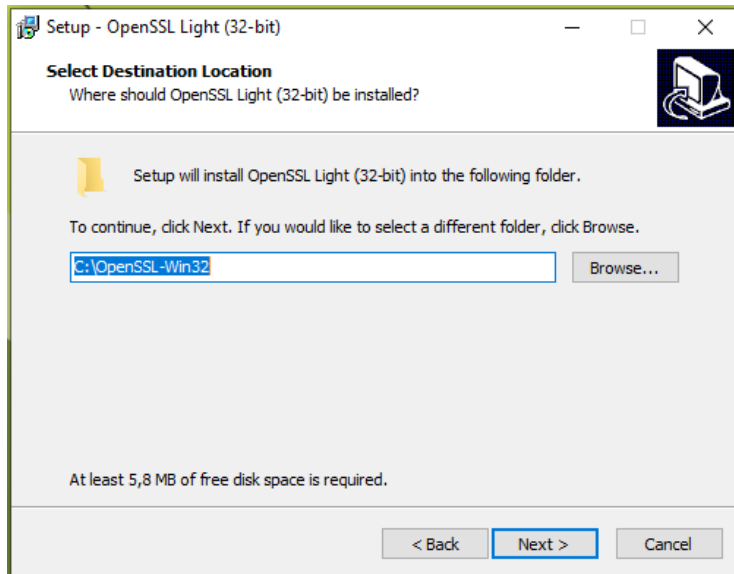 Setup - OpenSSL Light (32-bit)
Select Destination Location
Where should OpenSSL Light (32-bit) be installed?
Setup will install OpenSSL Light (32-bit) into the following folder.
To continue, click Next. If you would like to select a different folder, click Browse.
C:\OpenSSL-Win32
Browse...
At least 5,8 MB of free disk space is required.
< Back
Next >
Cancel